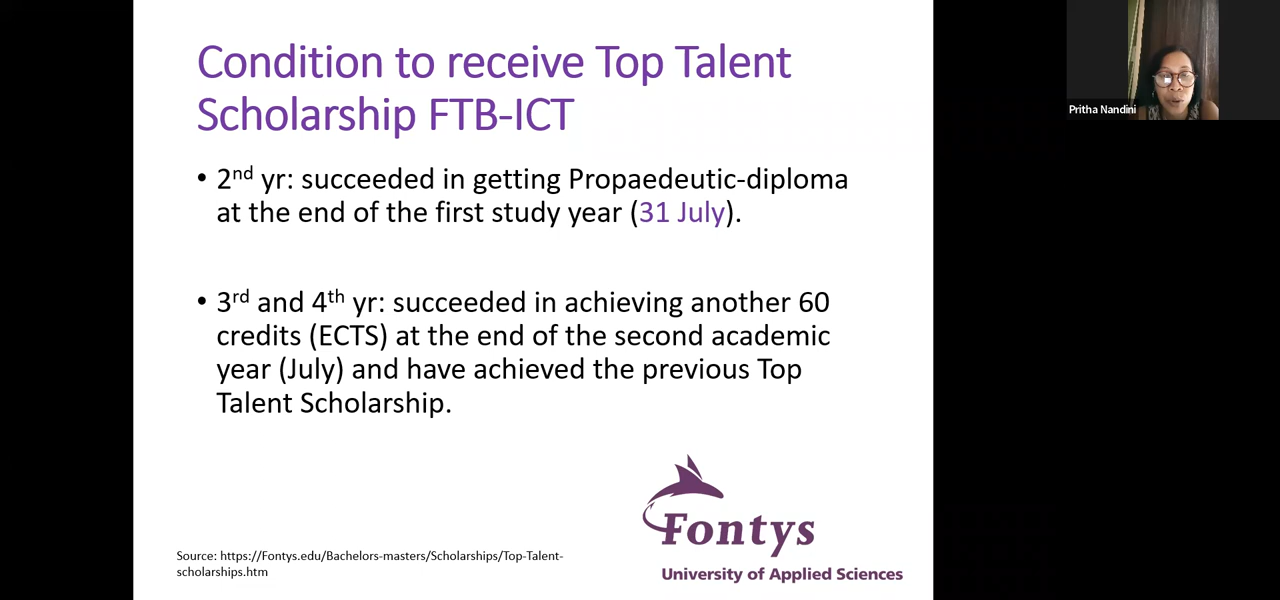 Condition to receive Top Talent
Scholarship FTB-ICT
• 2nd yr: succeeded in getting Propaedeutic-diploma
at the end of the first study year (31 July).
• 3rd and 4th yr: succeeded in achieving another 60
credits (ECTS) at the end of the second academic
year (July) and have achieved the previous Top
Talent Scholarship.
Fontys
University of Applied Sciences
Source: https://Fontys.edu/Bachelors-masters/Scholarships/Top-Talent-
scholarships.htm
Pritha Nandini